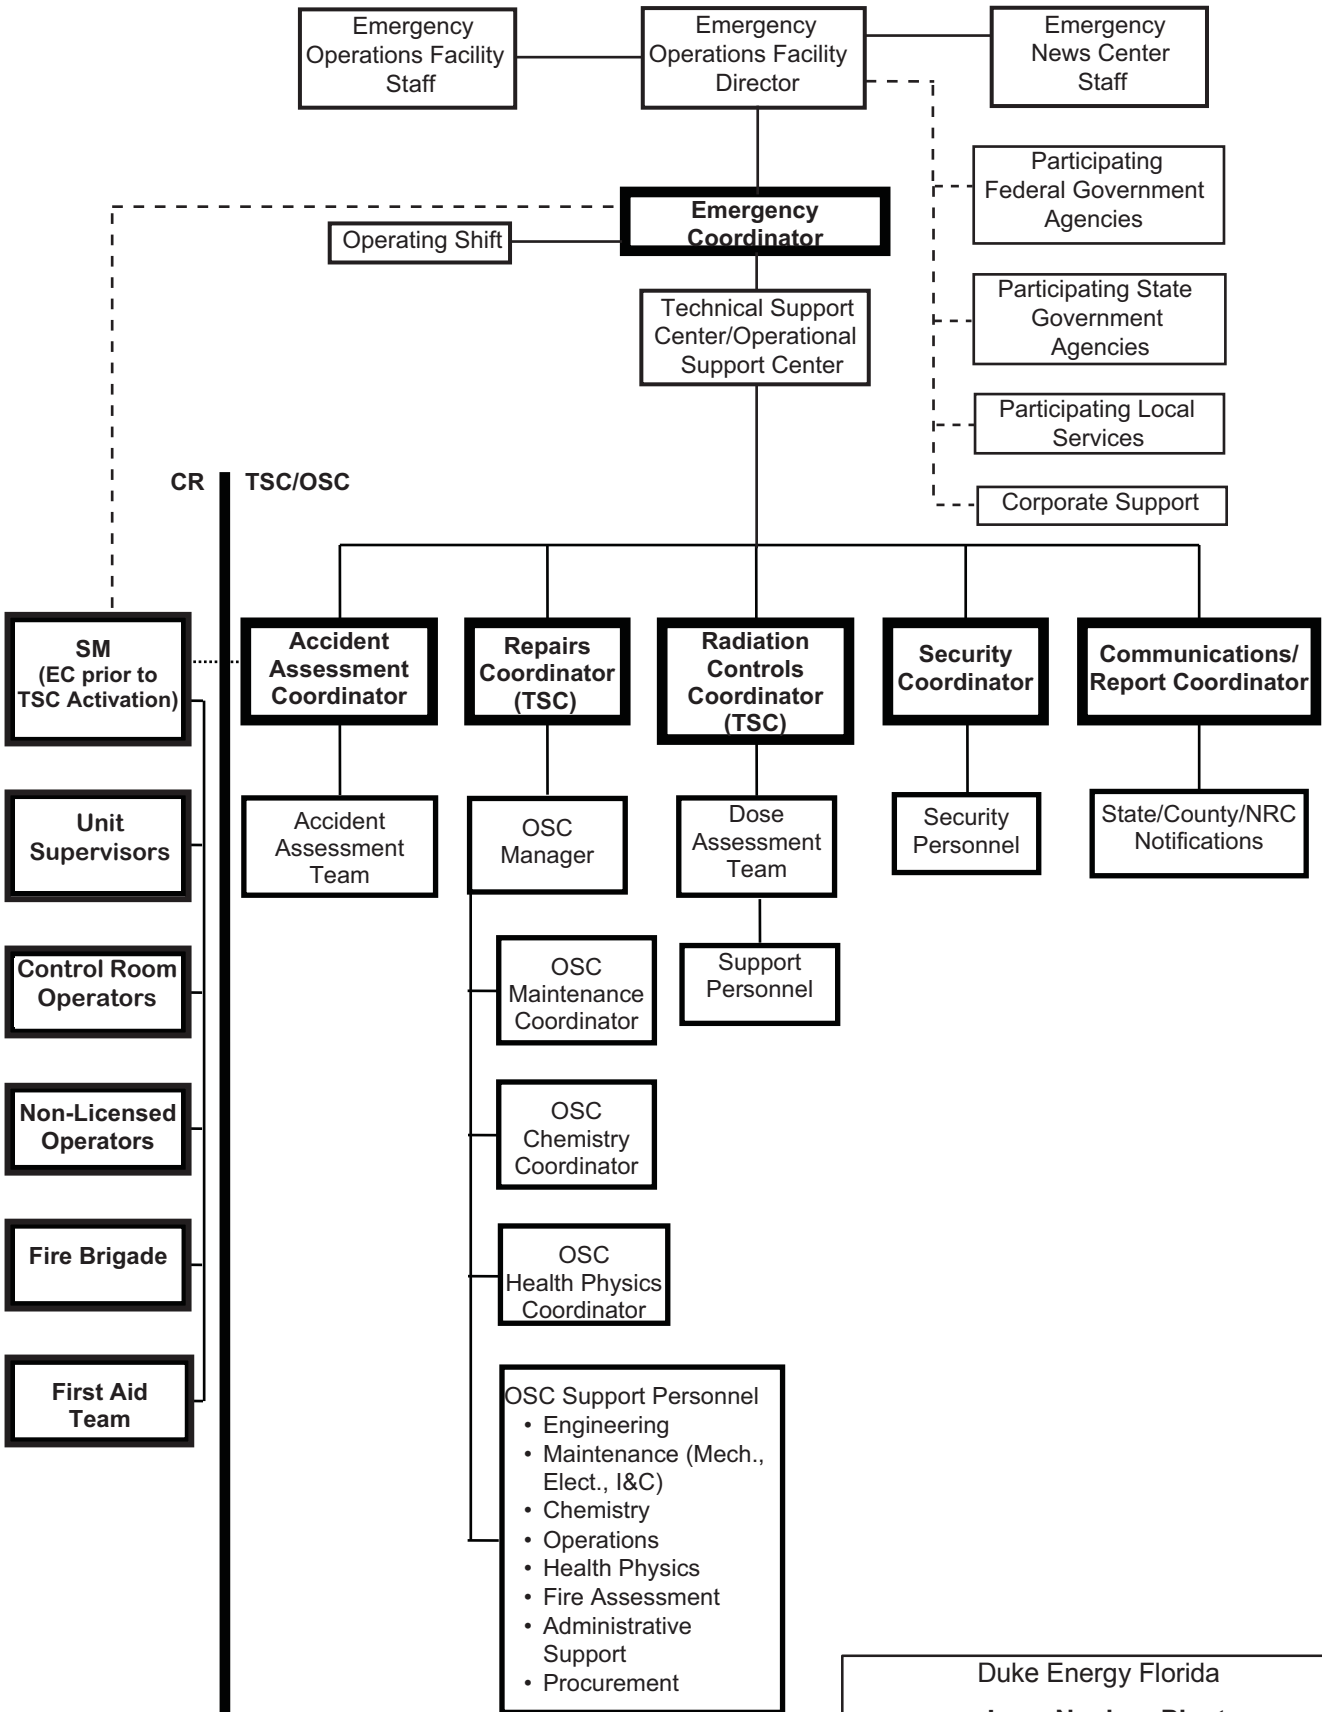 Emergency
Operations Facility
Staff
Emergency
Operations Facility
Director
Emergency
News Center
Staff
Participating
Federal Government
Agencies
Emergency
Coordinator
Operating Shift
Participating State
Government
Agencies
Technical Support
Center/Operational
Support Center
Participating Local
Services
CR
TSC/OSC
Corporate Support
SM
(EC prior to
TSC Activation)
Accident
Assessment
Coordinator
Repairs
Coordinator
(TSC)
Radiation
Controls
Coordinator
(TSC)
Security
Coordinator
Communications/
Report Coordinator
Unit
Supervisors
Accident
Assessment
Team
OSC
Manager
Dose
Assessment
Team
Security
Personnel
State/County/NRC
Notifications
Control Room
Operators
OSC
Maintenance
Coordinator
Support
Personnel
Non-Licensed
Operators
OSC
Chemistry
Coordinator
Fire Brigade
OSC
Health Physics
Coordinator
First Aid
Team
OSC Support Personnel
• Engineering
• Maintenance (Mech.,
Elect., I&C)
• Chemistry
• Operations
• Health Physics
• Fire Assessment
• Administrative
Support
• Procurement
Duke Energy Florida